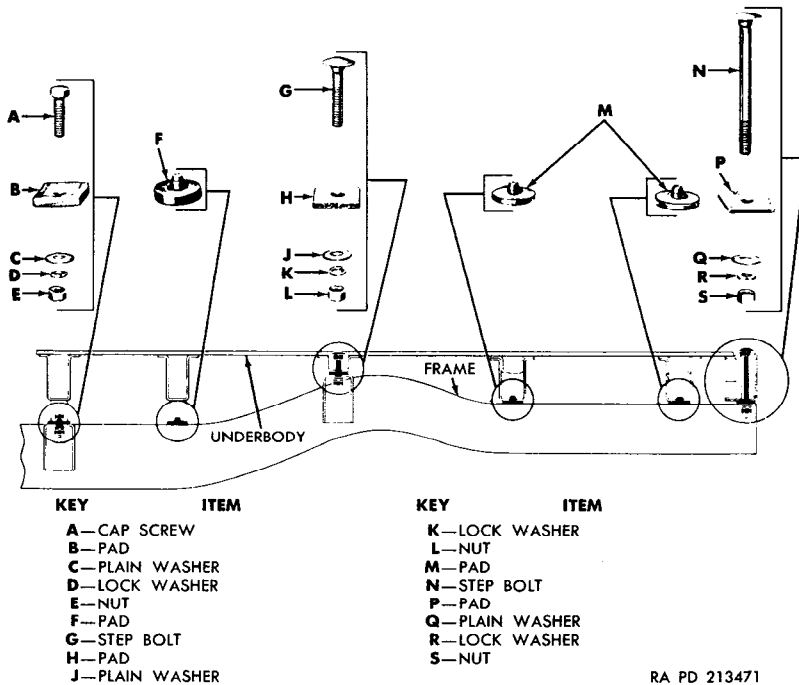 N
G
M
A
F
P
B
H
C
J
Q
D
K
R
E
L
S
FRAME
UNDERBODY
KEY ITEM
A—CAP SCREW
B—PAD
C—PLAIN WASHER
D—LOCK WASHER
E—NUT
F—PAD
G—STEP BOLT
H—PAD
J—PLAIN WASHER
KEY ITEM
K—LOCK WASHER
L—NUT
M—PAD
N—STEP BOLT
P—PAD
Q—PLAIN WASHER
R—LOCK WASHER
S—NUT
RA PD 213471